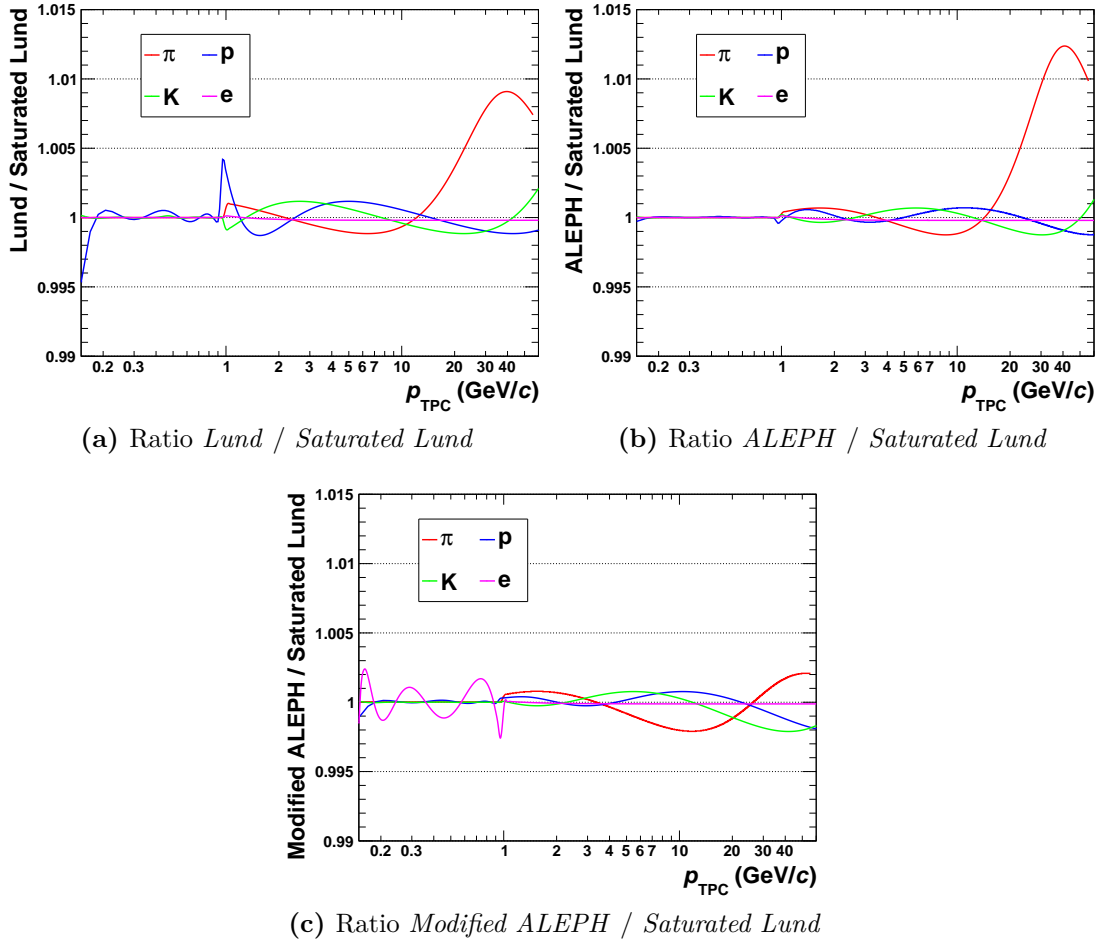 Lund / Saturated Lund
1.015
1.01
1.005
1
0.995
0.99
π p
K e
0.2 0.3 1 2 3 4 5 6 7 10 20 30 40
p TPC (GeV/c)
(a) Ratio Lund / Saturated Lund
ALEPH / Saturated Lund
1.015
1.01
1.005
1
0.995
0.99
π p
K e
0.2 0.3 1 2 3 4 5 6 7 10 20 30 40
p TPC (GeV/c)
(b) Ratio ALEPH / Saturated Lund
Modified ALEPH / Saturated Lund
1.015
1.01
1.005
1
0.995
0.99
π p
K e
0.2 0.3 1 2 3 4 5 6 7 10 20 30 40
p TPC (GeV/c)
(c) Ratio Modified ALEPH / Saturated Lund